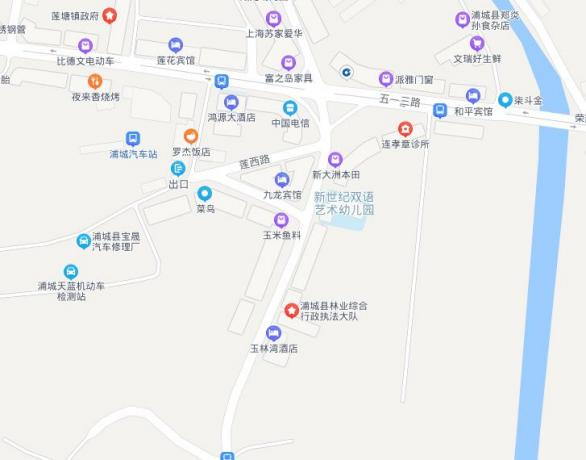 莲塘镇政府
上海苏家爱华
浦城县郑炎
孙食杂店
锈钢管
比德文电动车
莲花宾馆
富之岛家具
文瑞好生鲜
派雅门窗
胎
夜来香烧烤
鸿源大酒店
中国电信
五一三路
和平宾馆
柒斗金
荣
浦城汽车站
罗杰饭店
莲西路
连孝章诊所
新大洲本田
出口
菜鸟
九龙宾馆
新世纪双语
艺术幼儿园
玉米鱼料
浦城县宝晟
汽车修理厂
浦城天蓝机动车
检测站
浦城县林业综合
行政执法大队
玉林湾酒店